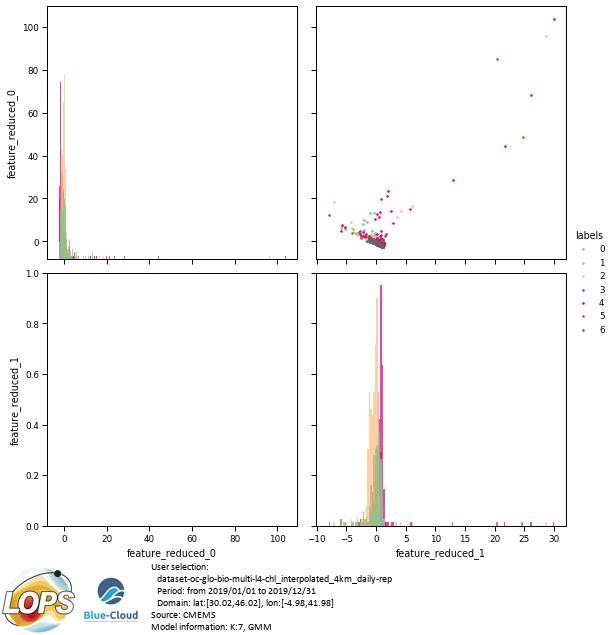 100
80
60
40
20
0
feature_reduced_0
labels
0
1
2
3
4
5
6
1.0
0.8
0.6
0.4
0.2
0.0
feature_reduced_1
0 20 40 60 80 100
feature_reduced_0
−10 −5 0 5 10 15 20 25 30
feature_reduced_1
LOPS
Blue-Cloud
User selection:
dataset-oc-glo-bio-multi-l4-chl_interpolated_4km_daily-rep
Period: from 2019/01/01 to 2019/12/31
Domain: lat:[30.02,46.02], lon:[-4.98,41.98]
Source: CMEMS
Model information: K:7, GMM